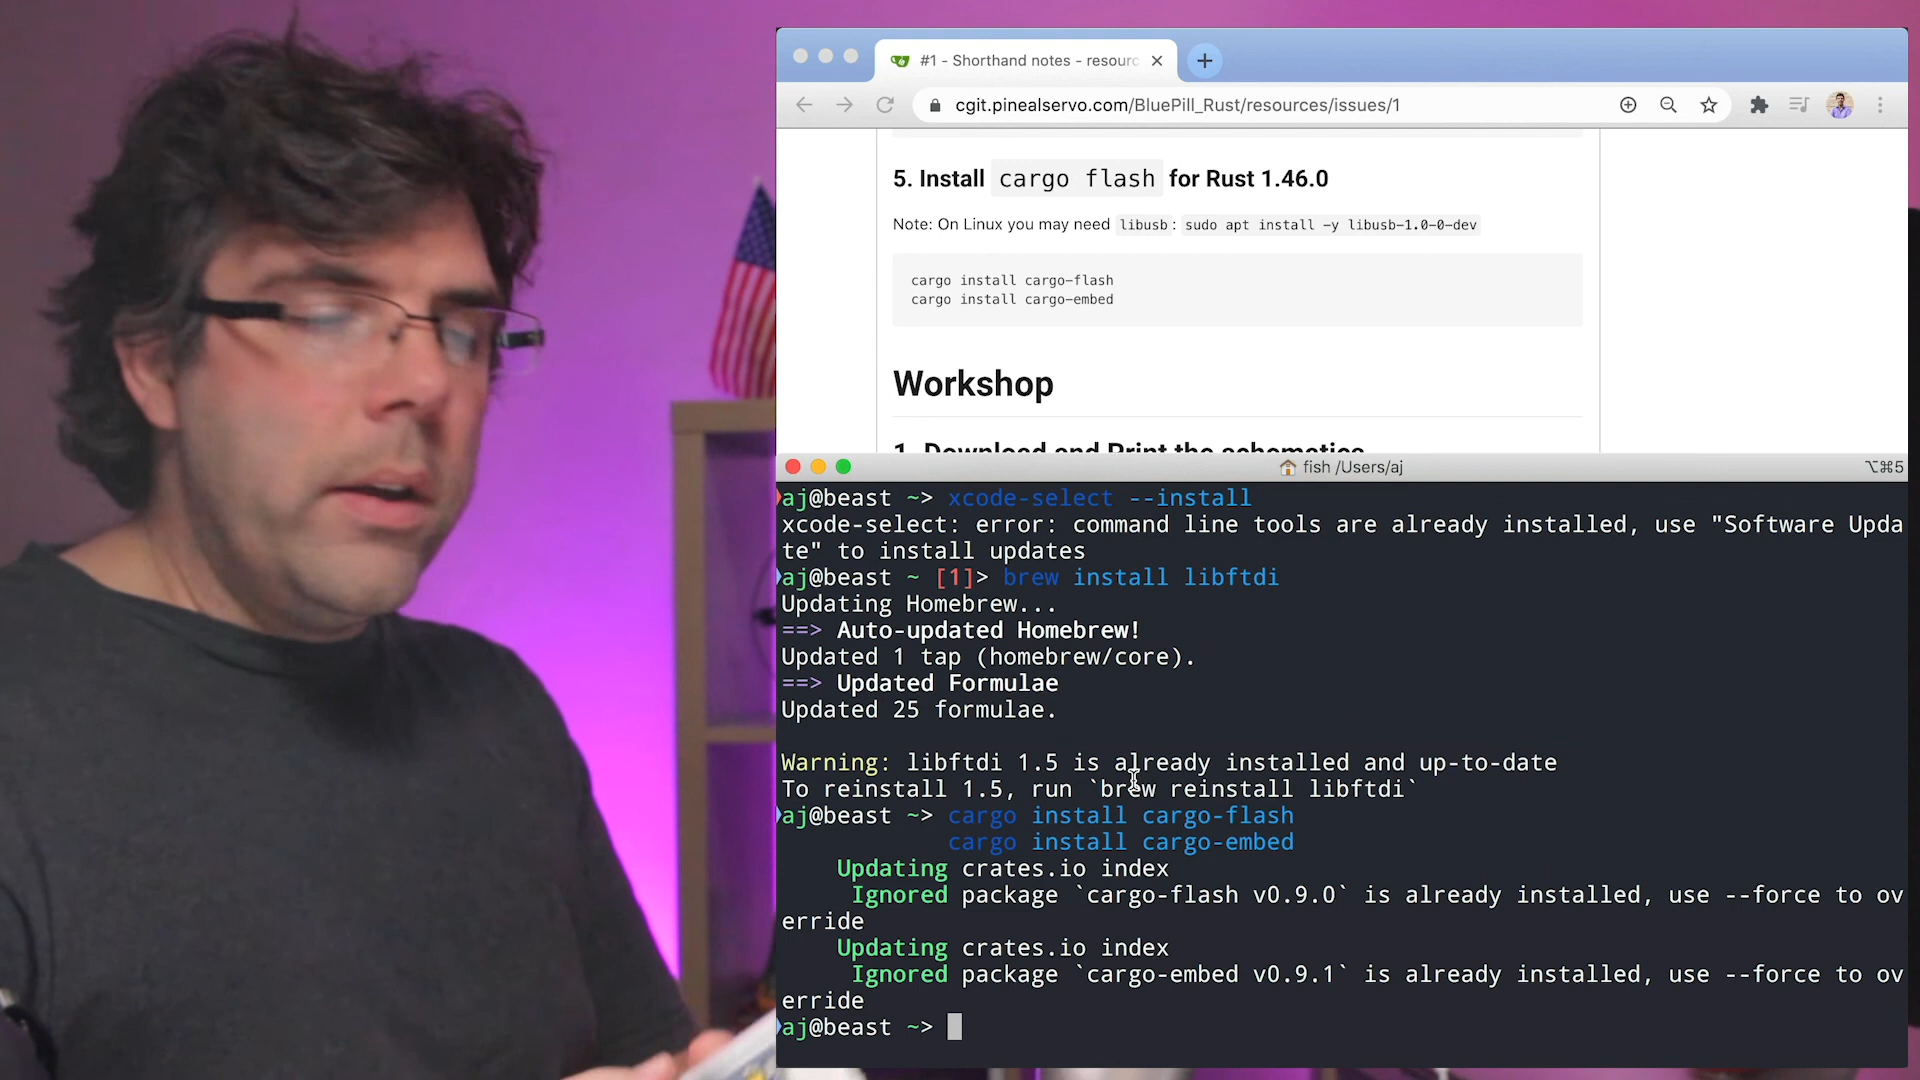 #1 - Shorthand notes - resourc
cgit.pinealservo.com/BluePill_Rust/resources/issues/1
5. Install cargo flash for Rust 1.46.0
Note: On Linux you may need libusb: sudo apt install -y libusb-1.0-0-dev
cargo install cargo-flash
cargo install cargo-embed
Workshop
1. Download and Print the schematics
fish /Users/aj
⌥⌘5
aj@beast ~> xcode-select --install
xcode-select: error: command line tools are already installed, use "Software Upda
te" to install updates
aj@beast ~ [1]> brew install libftdi
Updating Homebrew...
==> Auto-updated Homebrew!
Updated 1 tap (homebrew/core).
==> Updated Formulae
Updated 25 formulae.
Warning: libftdi 1.5 is already installed and up-to-date
To reinstall 1.5, run `brew reinstall libftdi`
aj@beast ~> cargo install cargo-flash
cargo install cargo-embed
Updating crates.io index
Ignored package `cargo-flash v0.9.0` is already installed, use --force to ov
erride
Updating crates.io index
Ignored package `cargo-embed v0.9.1` is already installed, use --force to ov
erride
aj@beast ~>